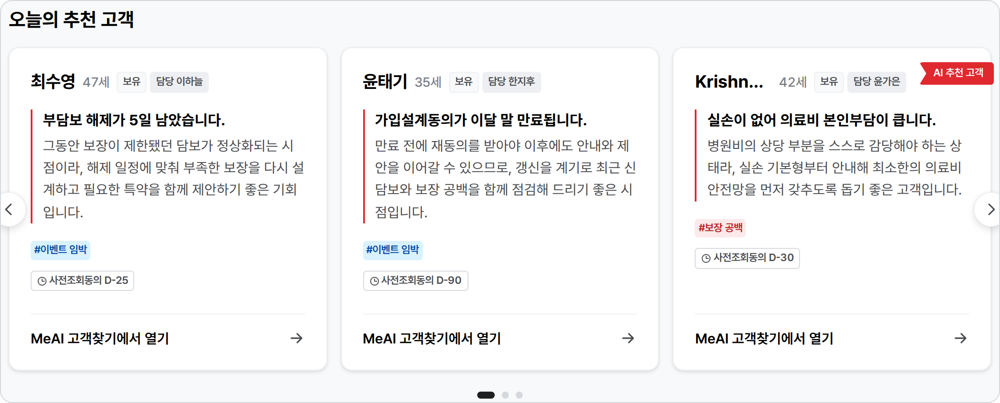 오늘의 추천 고객
최수영 47세 보유 담당 이하늘
부담보 해제가 5일 남았습니다.
그동안 보장이 제한됐던 담보가 정상화되는 시
점이라, 해제 일정에 맞춰 부족한 보장을 다시 설
계하고 필요한 특약을 함께 제안하기 좋은 기회
입니다.
#이벤트 임박
사전조회동의 D-25
MeAI 고객찾기에서 열기
윤태기 35세 보유 담당 한지후
가입설계동의가 이달 말 만료됩니다.
만료 전에 재동의를 받아야 이후에도 안내와 제
안을 이어갈 수 있으므로, 갱신을 계기로 최근 신
담보와 보장 공백을 함께 점검해 드리기 좋은 시
점입니다.
#이벤트 임박
사전조회동의 D-90
MeAI 고객찾기에서 열기
Krishn... 42세 보유 담당 윤가은
AI 추천 고객
실손이 없어 의료비 본인부담이 큽니다.
병원비의 상당 부분을 스스로 감당해야 하는 상
태라, 실손 기본형부터 안내해 최소한의 의료비
안전망을 먼저 갖추도록 돕기 좋은 고객입니다.
#보장 공백
사전조회동의 D-30
MeAI 고객찾기에서 열기